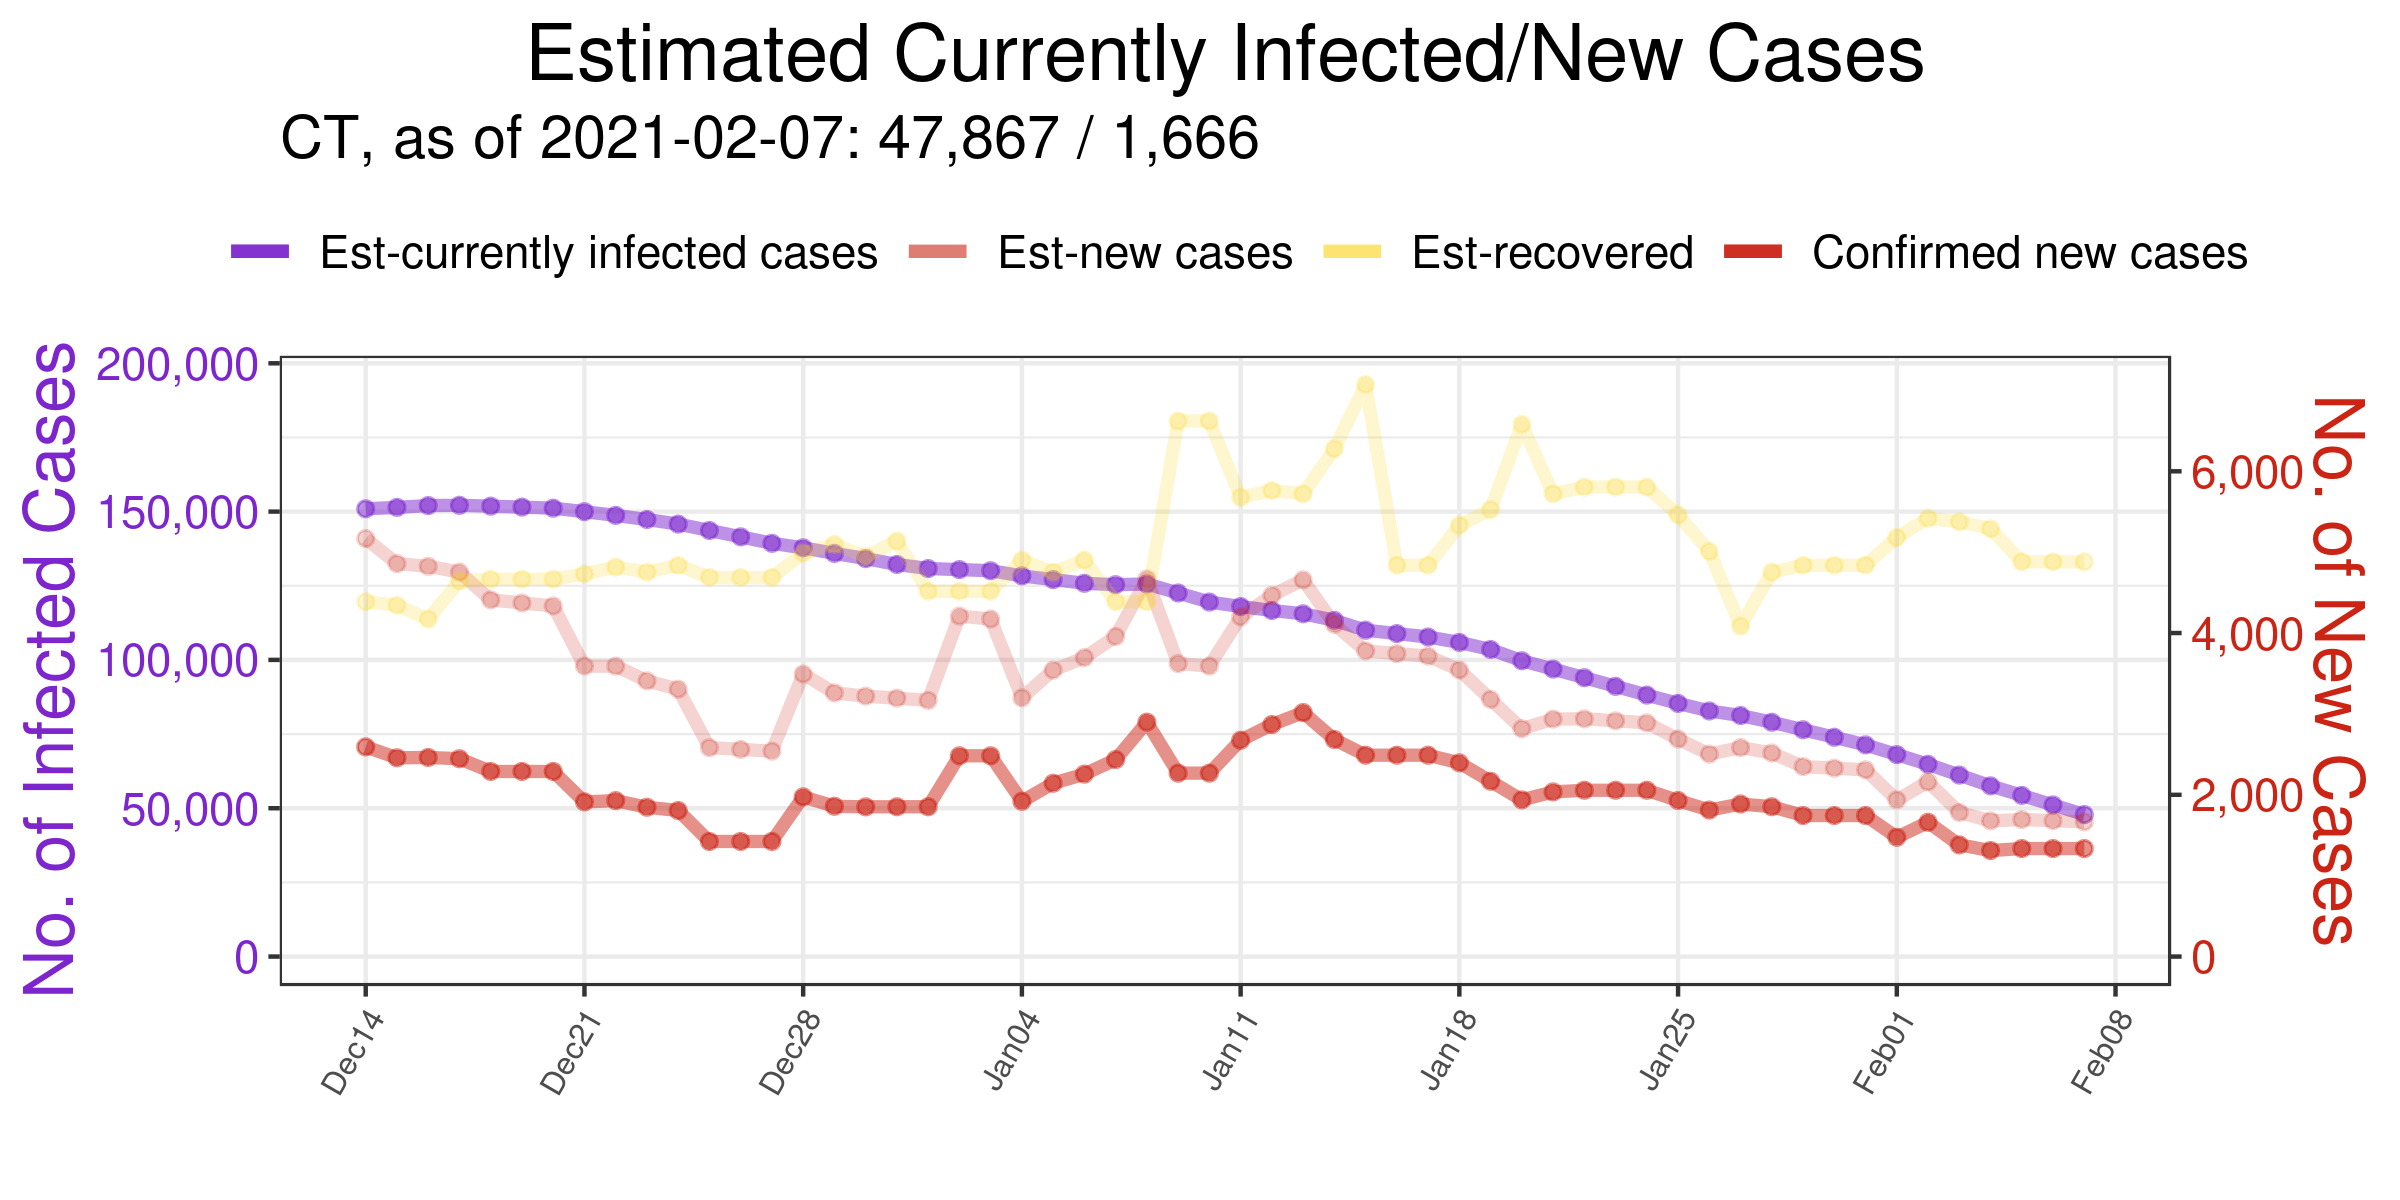 Estimated Currently Infected/New Cases
CT, as of 2021-02-07: 47,867 / 1,666
Est-currently infected cases Est-new cases Est-recovered Confirmed new cases
No. of Infected Cases
200,000
150,000
100,000
50,000
0
6,000
4,000
2,000
0
No. of New Cases
Dec14 Dec21 Dec28 Jan04 Jan11 Jan18 Jan25 Feb01 Feb08